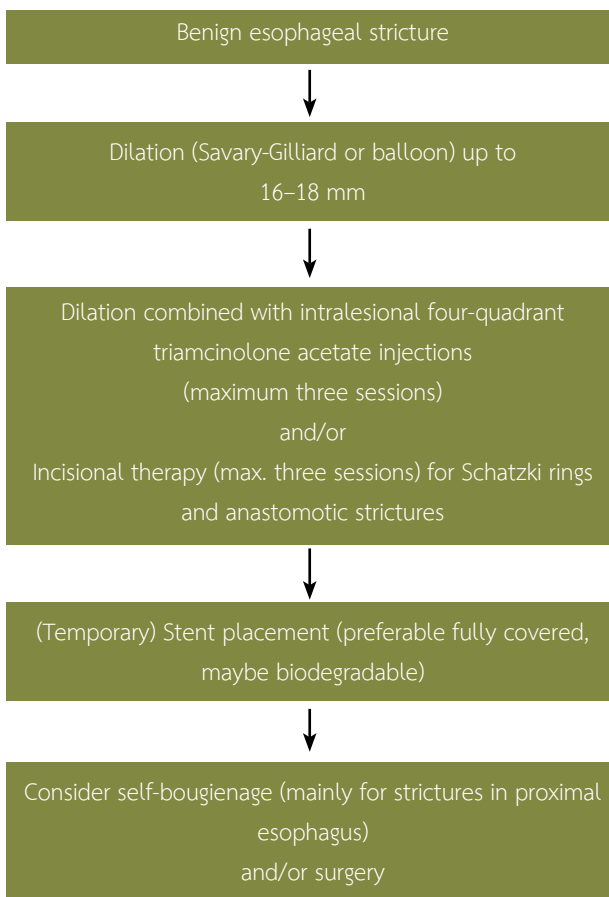 Benign esophageal stricture
Dilation (Savary-Gilliard or balloon) up to
16–18 mm
Dilation combined with intralesional four-quadrant
triamcinolone acetate injections
(maximum three sessions)
and/or
Incisional therapy (max. three sessions) for Schatzki rings
and anastomotic strictures
(Temporary) Stent placement (preferable fully covered,
maybe biodegradable)
Consider self-bougienage (mainly for strictures in proximal
esophagus)
and/or surgery